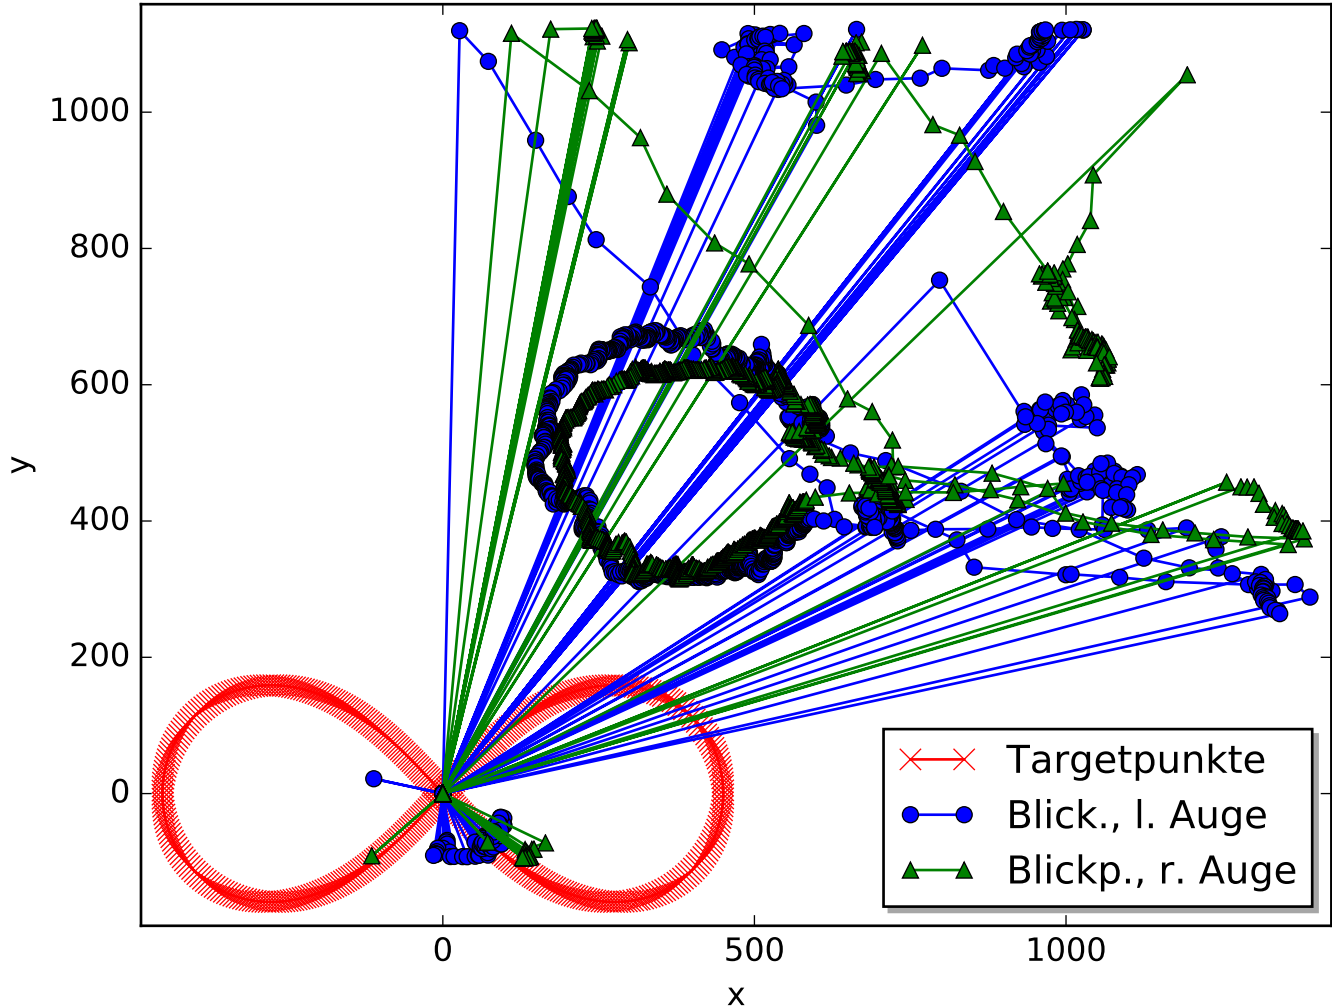 1000
800
600
400
200
0
y
0 500 1000
x
Targetpunkte
Blick., l. Auge
Blickp., r. Auge